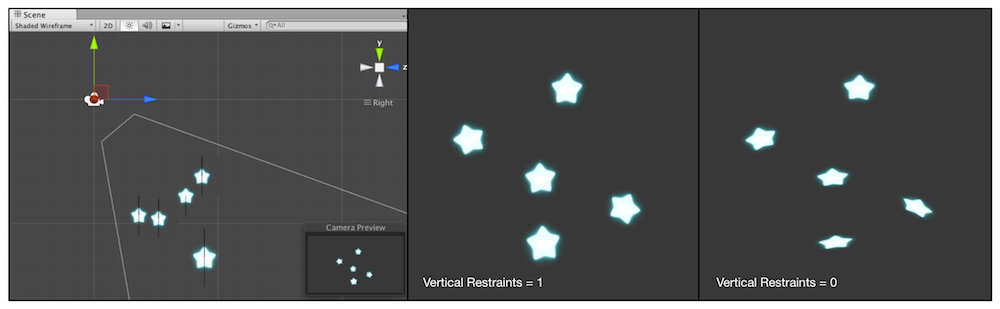 Scene
Shaded Wireframe
2D
Gizmos
All
y
z
Right
Camera Preview
Vertical Restraints = 1
Vertical Restraints = 0